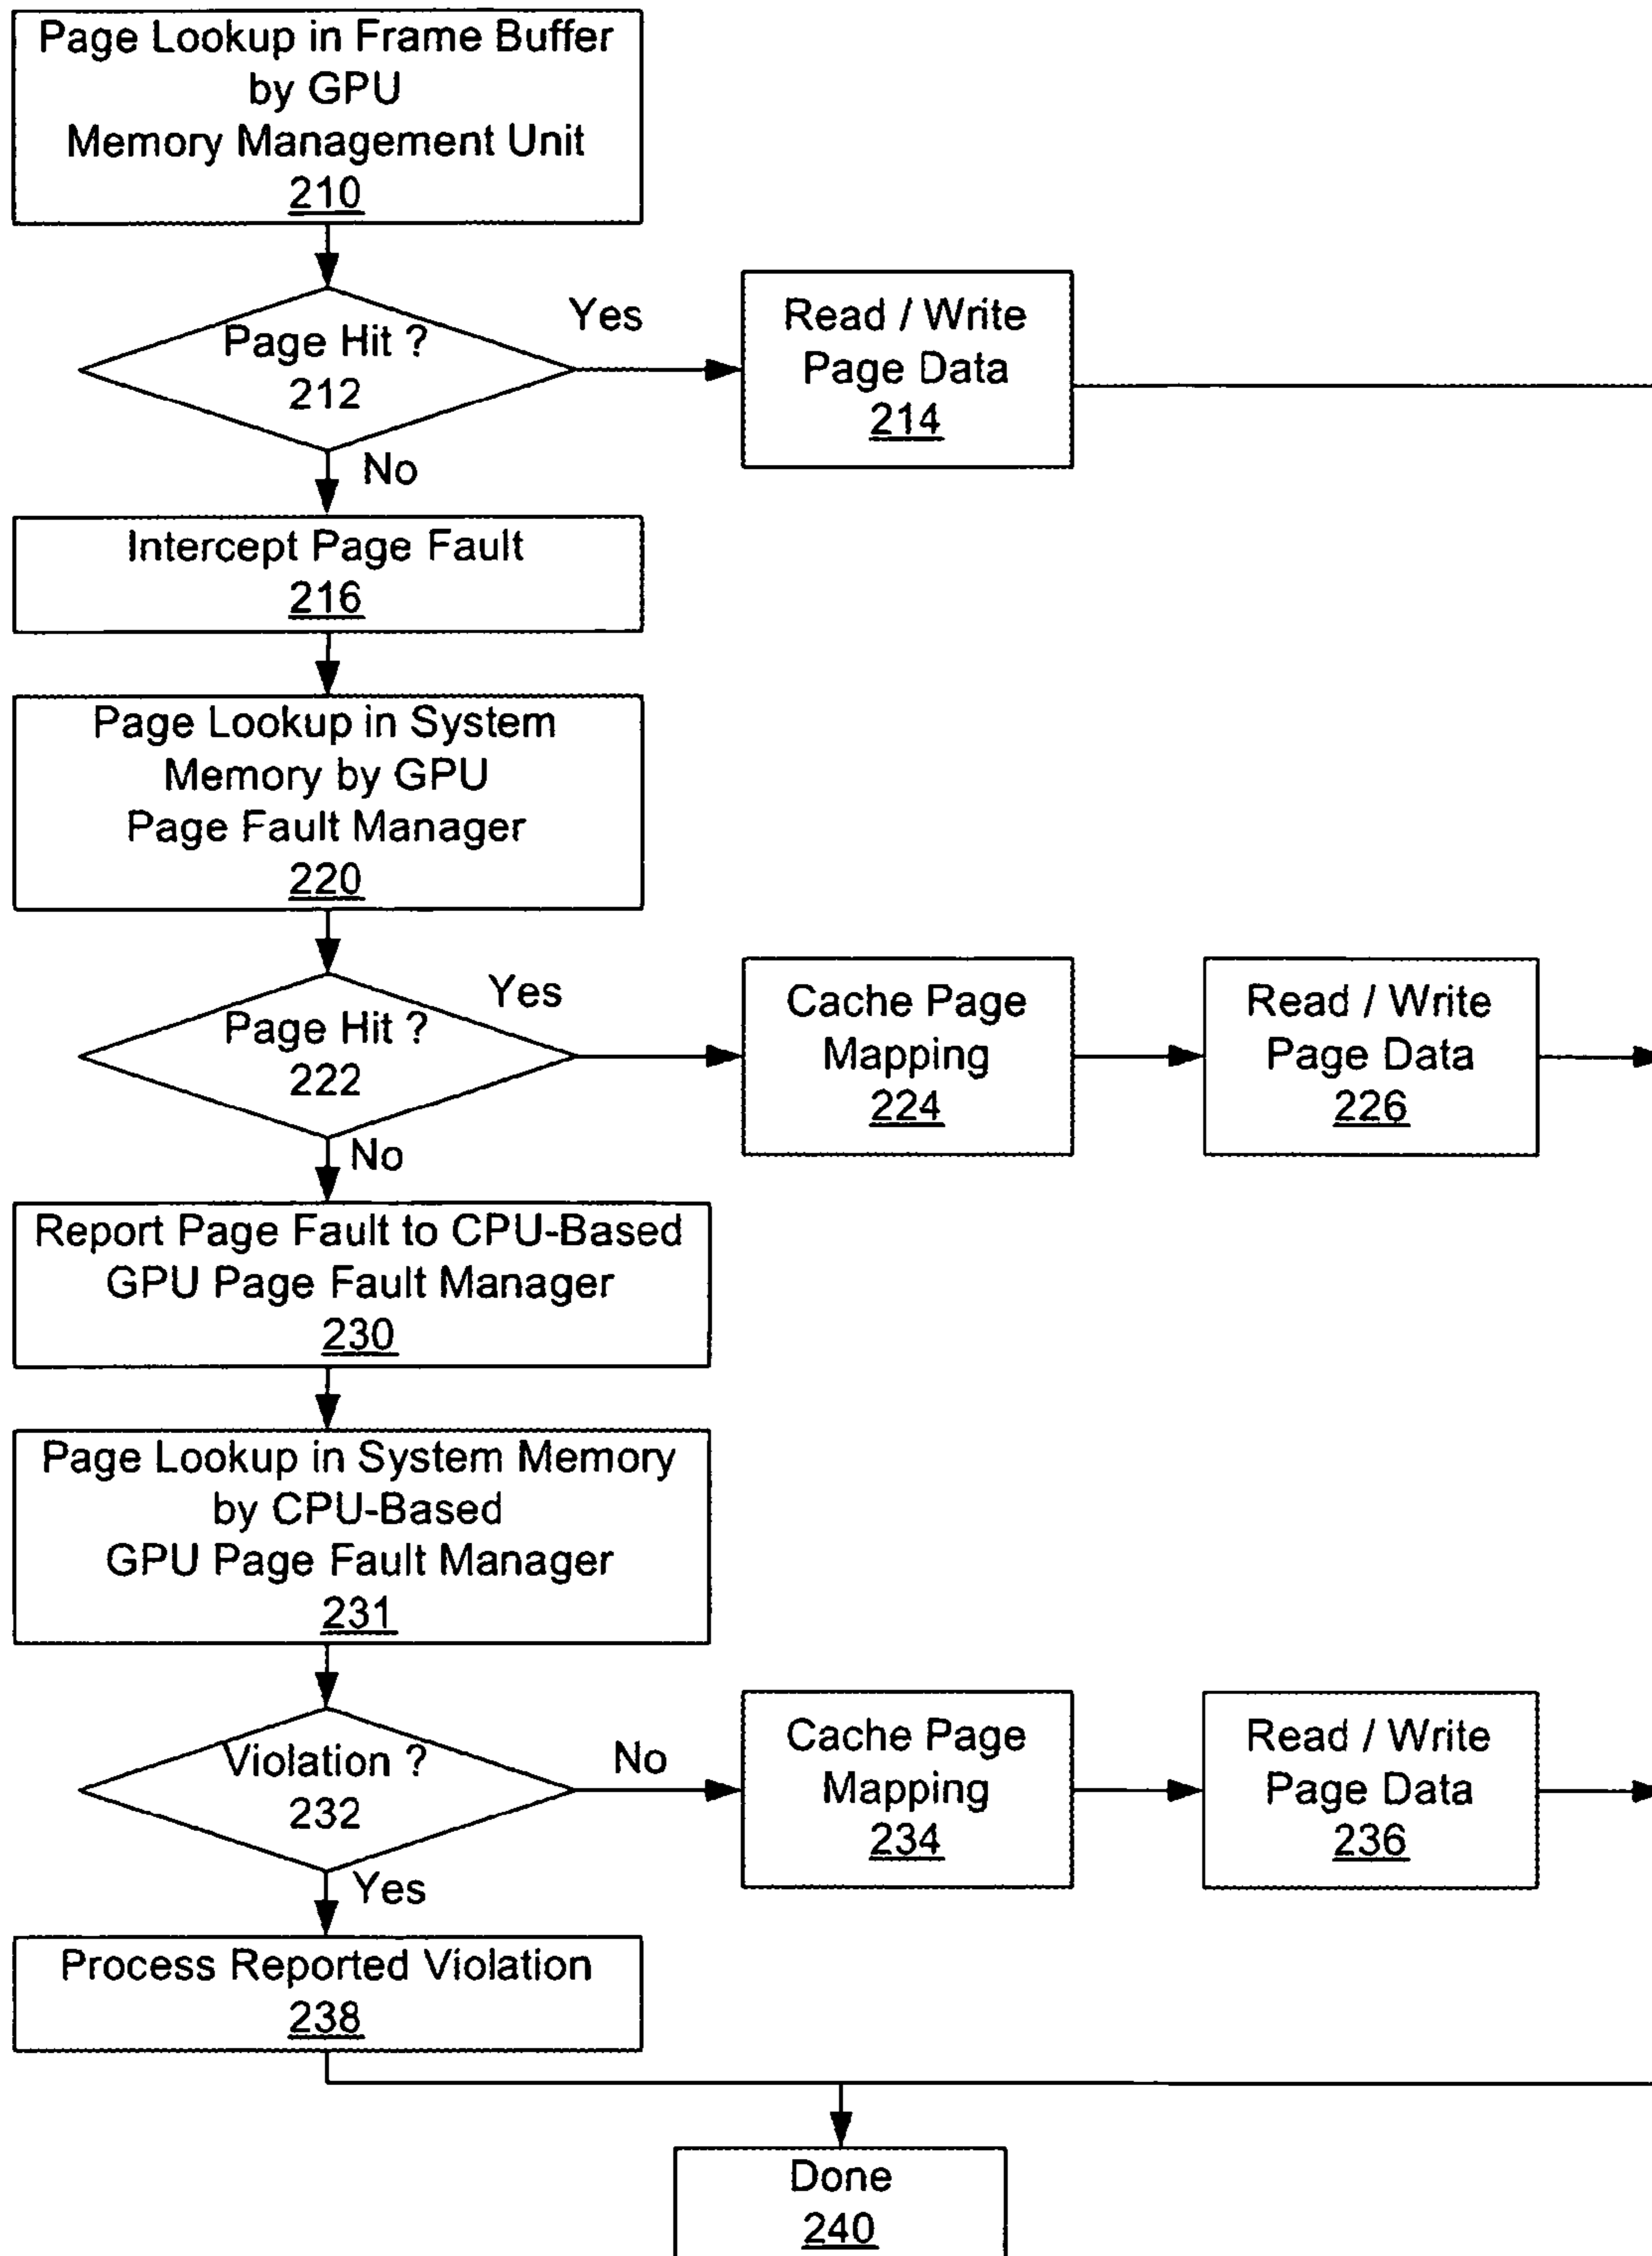 Page Lookup in Frame Buffer
by GPU
Memory Management Unit
210
Page Hit ?
212
Yes
No
Read / Write
Page Data
214
Intercept Page Fault
216
Page Lookup in System
Memory by GPU
Page Fault Manager
220
Page Hit ?
222
Yes
No
Cache Page
Mapping
224
Read / Write
Page Data
226
Report Page Fault to CPU-Based
GPU Page Fault Manager
230
Page Lookup in System Memory
by CPU-Based
GPU Page Fault Manager
231
Violation ?
232
No
Yes
Cache Page
Mapping
234
Read / Write
Page Data
236
Process Reported Violation
238
Done
240